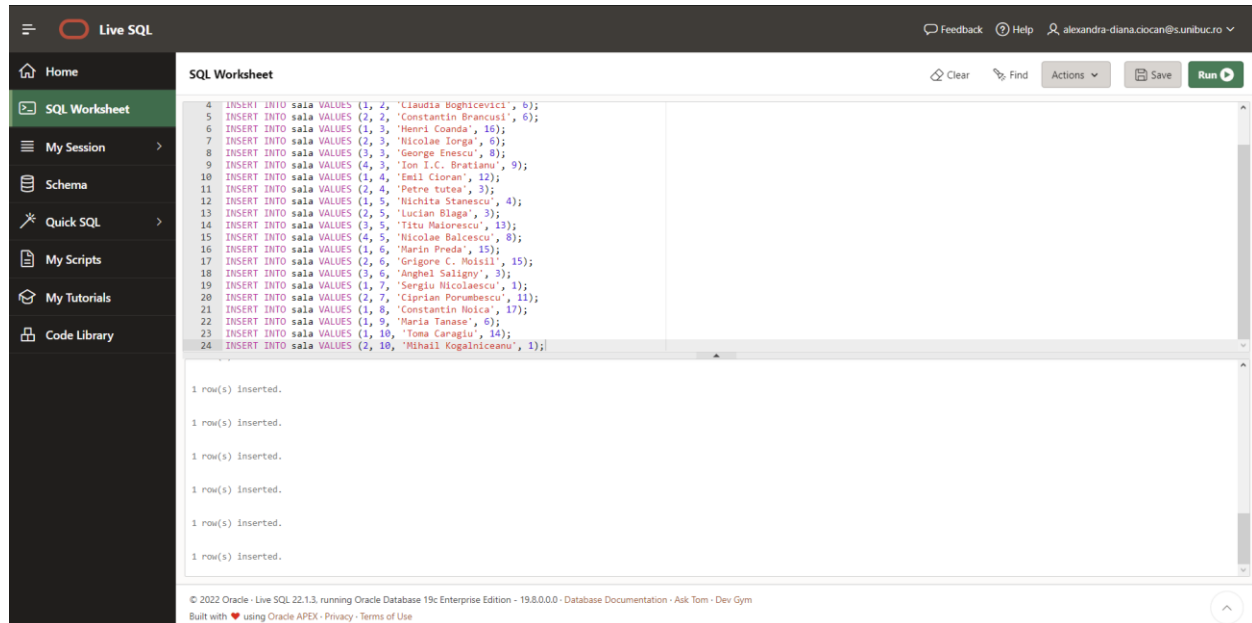 Live SQL
Feedback Help alexandra-diana.ciocan@s.unibuc.ro
Home
SQL Worksheet
My Session
Schema
Quick SQL
My Scripts
My Tutorials
Code Library
SQL Worksheet
Clear Find Actions Save Run
4 INSERT INTO sala VALUES (1, 2, 'Claudia Boghicevici', 6);
5 INSERT INTO sala VALUES (2, 2, 'Constantin Brancusi', 6);
6 INSERT INTO sala VALUES (1, 3, 'Henri Coanda', 16);
7 INSERT INTO sala VALUES (2, 3, 'Nicolae Iorga', 6);
8 INSERT INTO sala VALUES (3, 3, 'George Enescu', 8);
9 INSERT INTO sala VALUES (4, 3, 'Ion I.C. Bratianu', 9);
10 INSERT INTO sala VALUES (1, 4, 'Emil Cioran', 12);
11 INSERT INTO sala VALUES (2, 4, 'Petre tutea', 3);
12 INSERT INTO sala VALUES (1, 5, 'Nichita Stanescu', 4);
13 INSERT INTO sala VALUES (2, 5, 'Lucian Blaga', 3);
14 INSERT INTO sala VALUES (3, 5, 'Titu Maiorescu', 13);
15 INSERT INTO sala VALUES (4, 5, 'Nicolae Balcescu', 8);
16 INSERT INTO sala VALUES (1, 6, 'Marin Preda', 15);
17 INSERT INTO sala VALUES (2, 6, 'Grigore C. Moisil', 15);
18 INSERT INTO sala VALUES (3, 6, 'Anghel Saligny', 3);
19 INSERT INTO sala VALUES (1, 7, 'Sergiu Nicolaescu', 1);
20 INSERT INTO sala VALUES (2, 7, 'Ciprian Porumbescu', 11);
21 INSERT INTO sala VALUES (1, 8, 'Constantin Noica', 17);
22 INSERT INTO sala VALUES (1, 9, 'Maria Tanase', 6);
23 INSERT INTO sala VALUES (1, 10, 'Toma Caragiu', 14);
24 INSERT INTO sala VALUES (2, 10, 'Mihail Kogalniceanu', 1);
1 row(s) inserted.
1 row(s) inserted.
1 row(s) inserted.
1 row(s) inserted.
1 row(s) inserted.
1 row(s) inserted.
© 2022 Oracle · Live SQL 22.1.3, running Oracle Database 19c Enterprise Edition - 19.8.0.0.0 · Database Documentation · Ask Tom · Dev Gym
Built with ❤ using Oracle APEX · Privacy · Terms of Use